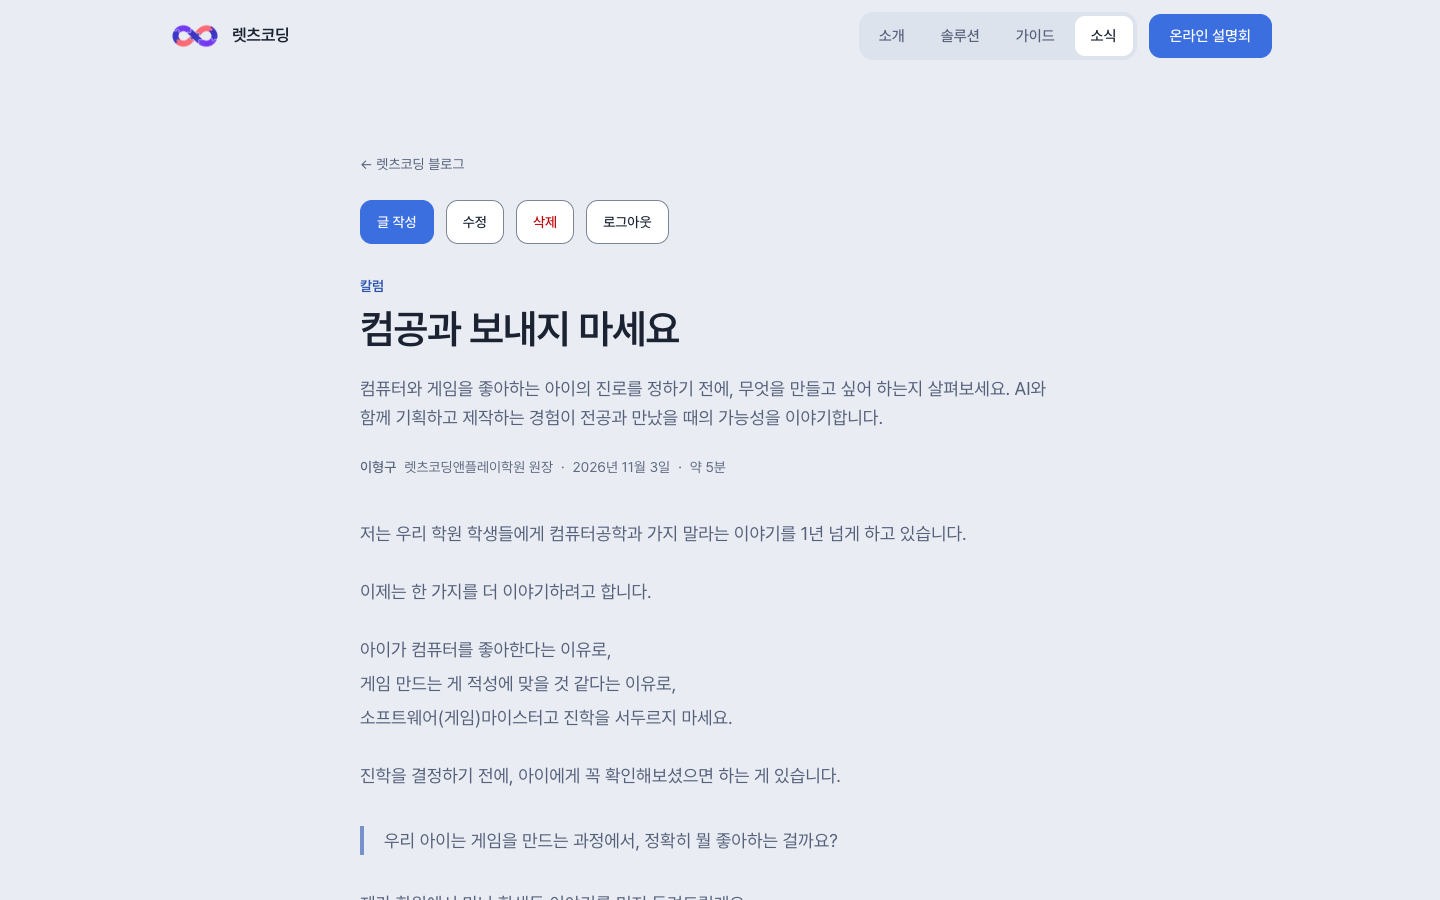 렛츠코딩
소개
솔루션
가이드
소식
온라인 설명회
← 렛츠코딩 블로그
글 작성
수정
삭제
로그아웃
칼럼
컴공과 보내지 마세요
컴퓨터와 게임을 좋아하는 아이의 진로를 정하기 전에, 무엇을 만들고 싶어 하는지 살펴보세요. AI와
함께 기획하고 제작하는 경험이 전공과 만났을 때의 가능성을 이야기합니다.
이형구 렛츠코딩앤플레이학원 원장 · 2026년 11월 3일 · 약 5분
저는 우리 학원 학생들에게 컴퓨터공학과 가지 말라는 이야기를 1년 넘게 하고 있습니다.
이제는 한 가지를 더 이야기하려고 합니다.
아이가 컴퓨터를 좋아한다는 이유로,
게임 만드는 게 적성에 맞을 것 같다는 이유로,
소프트웨어(게임)마이스터고 진학을 서두르지 마세요.
진학을 결정하기 전에, 아이에게 꼭 확인해보셨으면 하는 게 있습니다.
우리 아이는 게임을 만드는 과정에서, 정확히 뭘 좋아하는 걸까요?